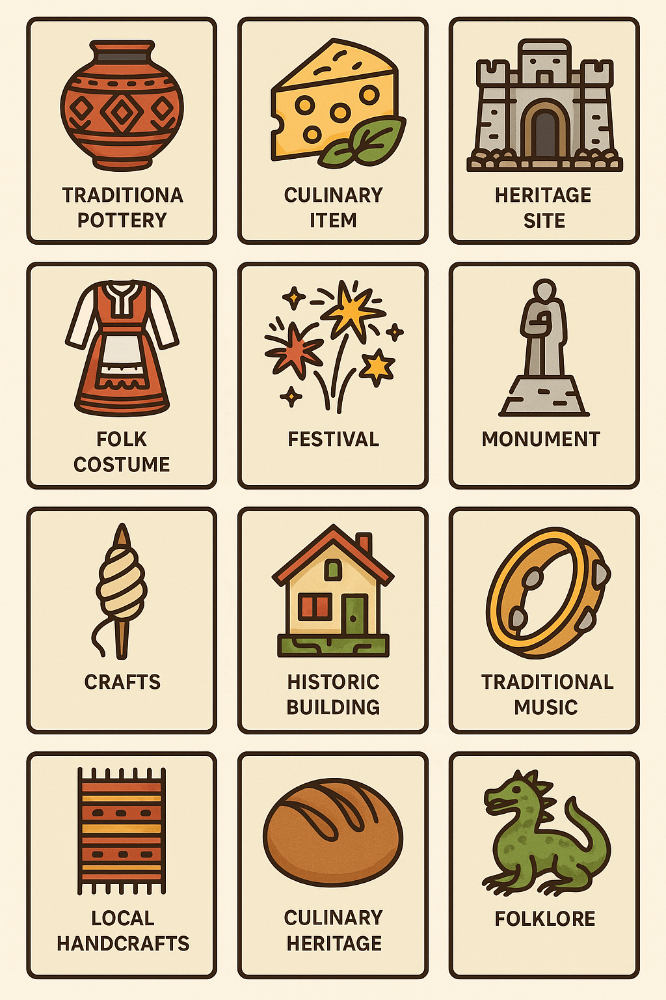 TRADITIONA
POTTERY
CULINARY
ITEM
HERITAGE
SITE
FOLK
COSTUME
FESTIVAL
MONUMENT
CRAFTS
HISTORIC
BUILDING
TRADITIONAL
MUSIC
LOCAL
HANDCRAFTS
CULINARY
HERITAGE
FOLKLORE